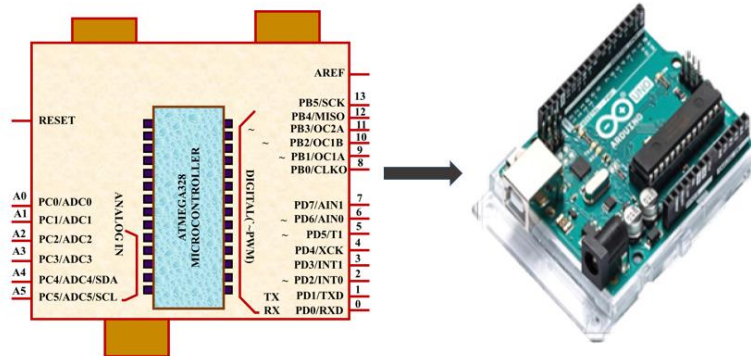 AREF
RESET
13
PB5/SCK
12
PB4/MISO
11
~ PB3/OC2A
10
~ PB2/OC1B
9
~ PB1/OC1A
8
PB0/CLKO
ATMEGA328
MICROCONTROLLER
ANALOG IN
DIGITAL(~PWM)
A0 PC0/ADC0
A1 PC1/ADC1
A2 PC2/ADC2
A3 PC3/ADC3
A4 PC4/ADC4/SDA
A5 PC5/ADC5/SCL
7
PD7/AIN1
6
~ PD6/AIN0
5
~ PD5/T1
4
PD4/XCK
3
PD3/INT1
2
~ PD2/INT0
1
TX PD1/TXD
0
RX PD0/RXD
UNO
ARDUINO